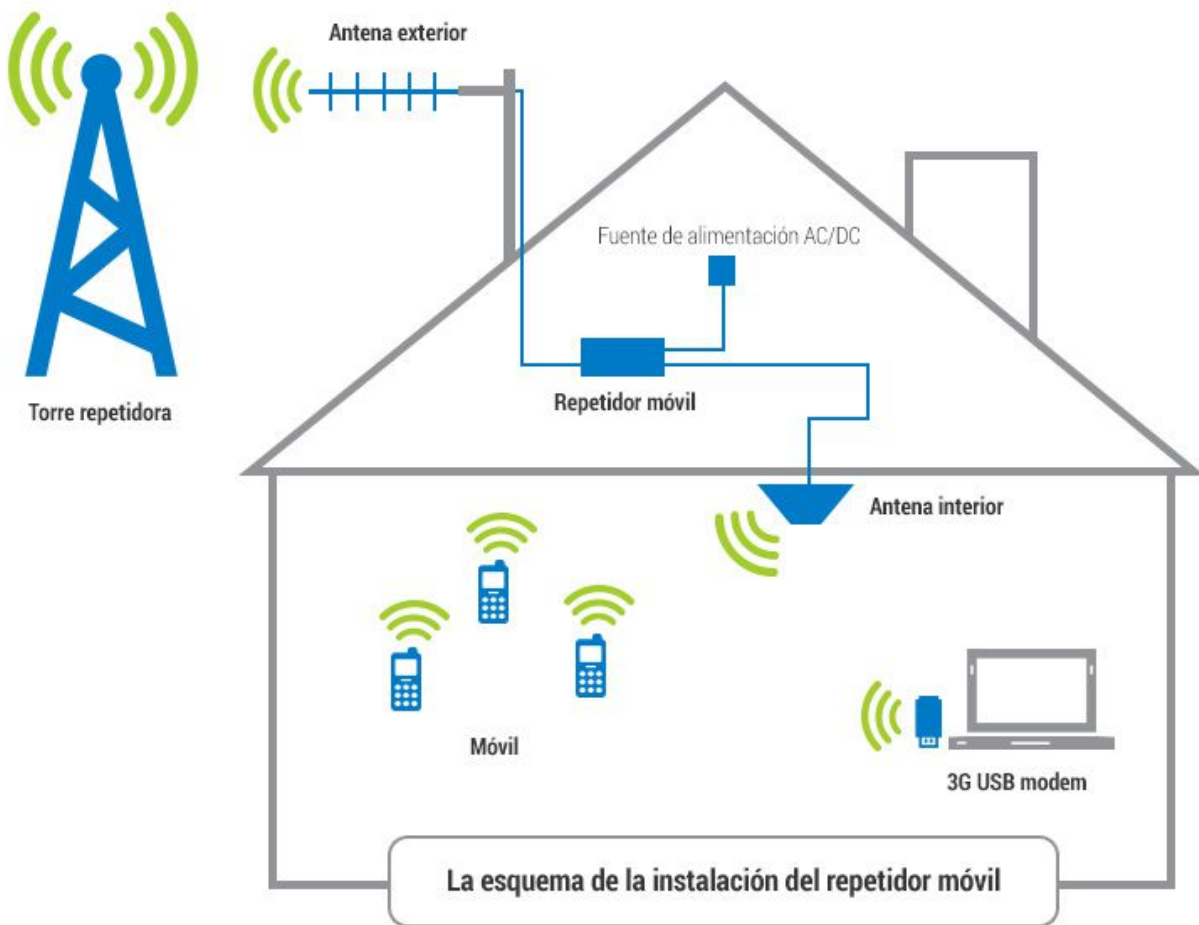 Antena exterior
Fuente de alimentación AC/DC
Repetidor móvil
Torre repetidora
Antena interior
Móvil
3G USB modem
La esquema de la instalación del repetidor móvil